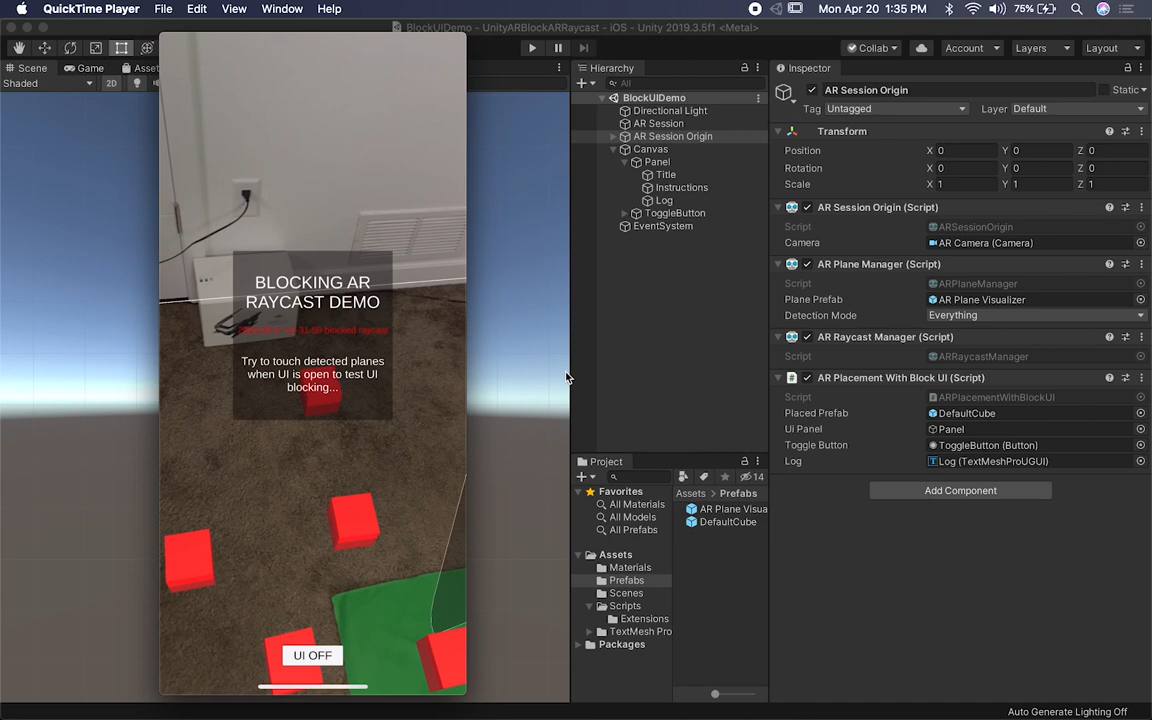 QuickTime Player File Edit View Window Help
Mon Apr 20 1:35 PM 75%
BlockUIDemo - UnityARBlockARRaycast - iOS - Unity 2019.3.5f1 <Metal>
Collab Account Layers Layout
Scene Game Asset
Shaded 2D
BLOCKING AR
RAYCAST DEMO
blocked raycast
Try to touch detected planes
when UI is open to test UI
blocking...
UI OFF
Hierarchy
All
BlockUIDemo
Directional Light
AR Session
AR Session Origin
Canvas
Panel
Title
Instructions
Log
ToggleButton
EventSystem
Project
14
Favorites
All Materials
All Models
All Prefabs
Assets
Materials
Prefabs
Scenes
Scripts
Extensions
TextMesh Pro
Packages
Assets > Prefabs
AR Plane Visua
DefaultCube
Inspector
AR Session Origin Static
Tag Untagged Layer Default
Transform
Position X 0 Y 0 Z 0
Rotation X 0 Y 0 Z 0
Scale X 1 Y 1 Z 1
AR Session Origin (Script)
Script ARSessionOrigin
Camera AR Camera (Camera)
AR Plane Manager (Script)
Script ARPlaneManager
Plane Prefab AR Plane Visualizer
Detection Mode Everything
AR Raycast Manager (Script)
Script ARRaycastManager
AR Placement With Block UI (Script)
Script ARPlacementWithBlockUI
Placed Prefab DefaultCube
Ui Panel Panel
Toggle Button ToggleButton (Button)
Log Log (TextMeshProUGUI)
Add Component
Auto Generate Lighting Off